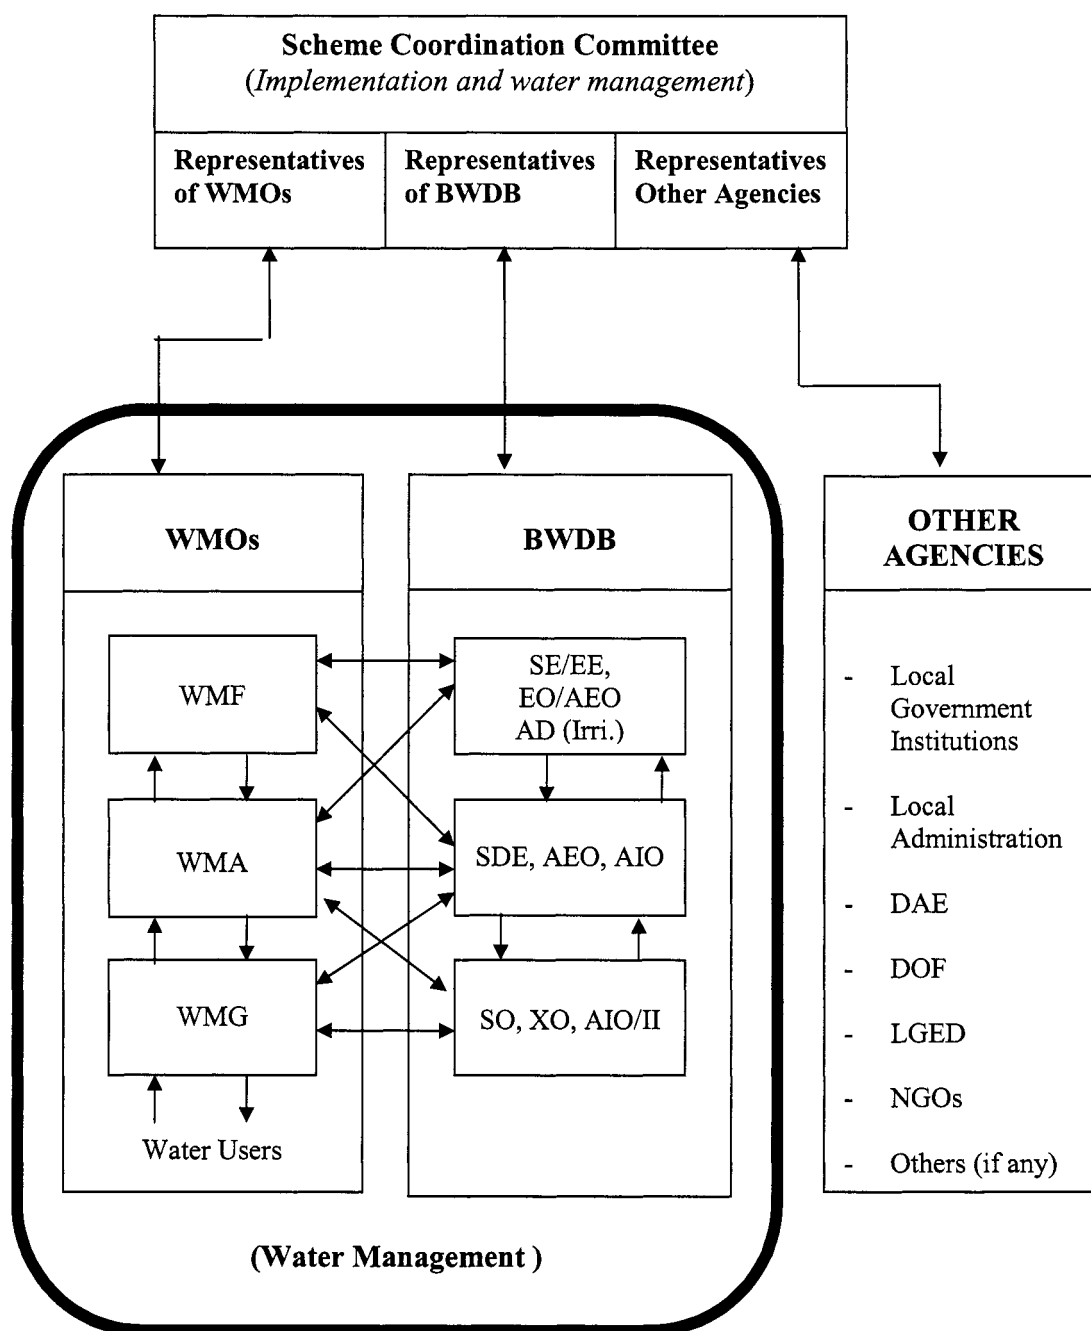 Scheme Coordination Committee
(Implementation and water management)
Representatives
of WMOs
Representatives
of BWDB
Representatives
Other Agencies
WMOs
BWDB
OTHER
AGENCIES
WMF
SE/EE,
EO/AEO
AD (Irri.)
WMA
SDE, AEO, AIO
WMG
SO, XO, AIO/II
Water Users
- Local
Government
Institutions
- Local
Administration
- DAE
- DOF
- LGED
- NGOs
- Others (if any)
(Water Management )